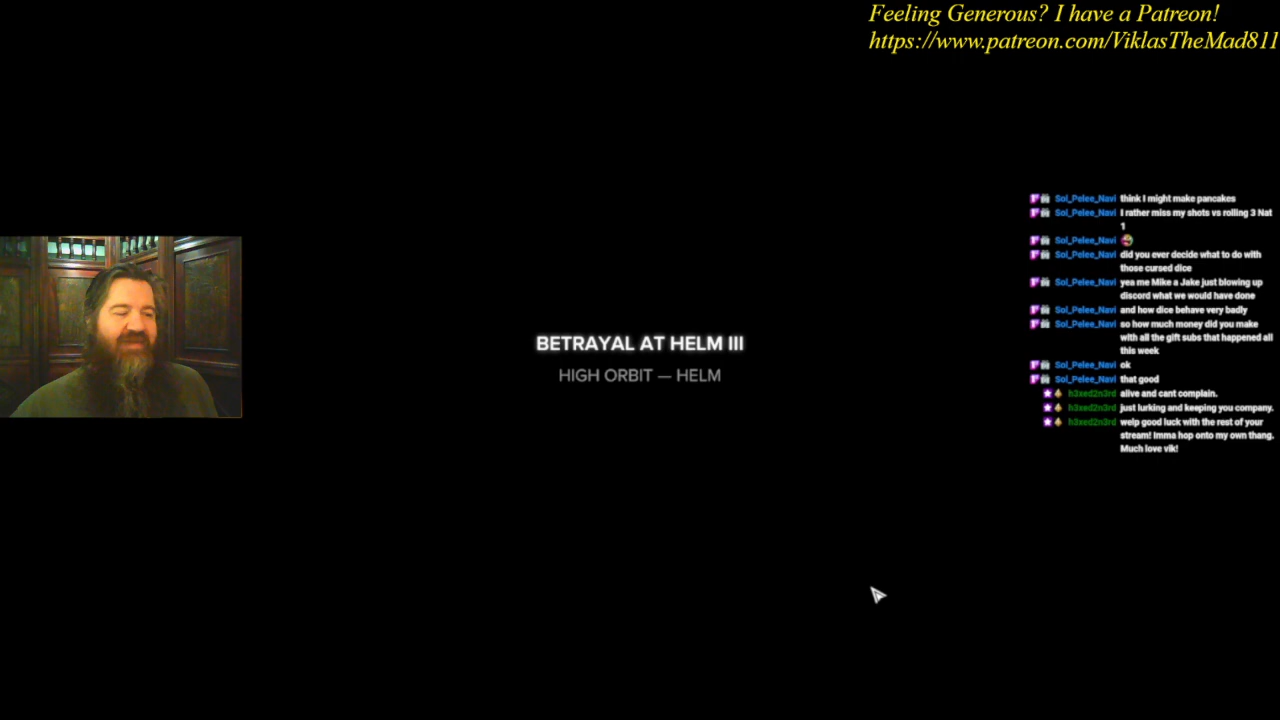 Feeling Generous? I have a Patreon!
https://www.patreon.com/ViklasTheMad811
BETRAYAL AT HELM III
HIGH ORBIT — HELM
Sol_Pelee_Navi think I might make pancakes
Sol_Pelee_Navi I rather miss my shots vs rolling 3 Nat
1
Sol_Pelee_Navi
Sol_Pelee_Navi did you ever decide what to do with
those cursed dice
Sol_Pelee_Navi yea me Mike a Jake just blowing up
discord what we would have done
Sol_Pelee_Navi and how dice behave very badly
Sol_Pelee_Navi so how much money did you make
with all the gift subs that happened all
this week
Sol_Pelee_Navi ok
Sol_Pelee_Navi that good
h3xed2n3rd alive and cant complain.
h3xed2n3rd just lurking and keeping you company.
h3xed2n3rd welp good luck with the rest of your
stream! Imma hop onto my own thang.
Much love vik!